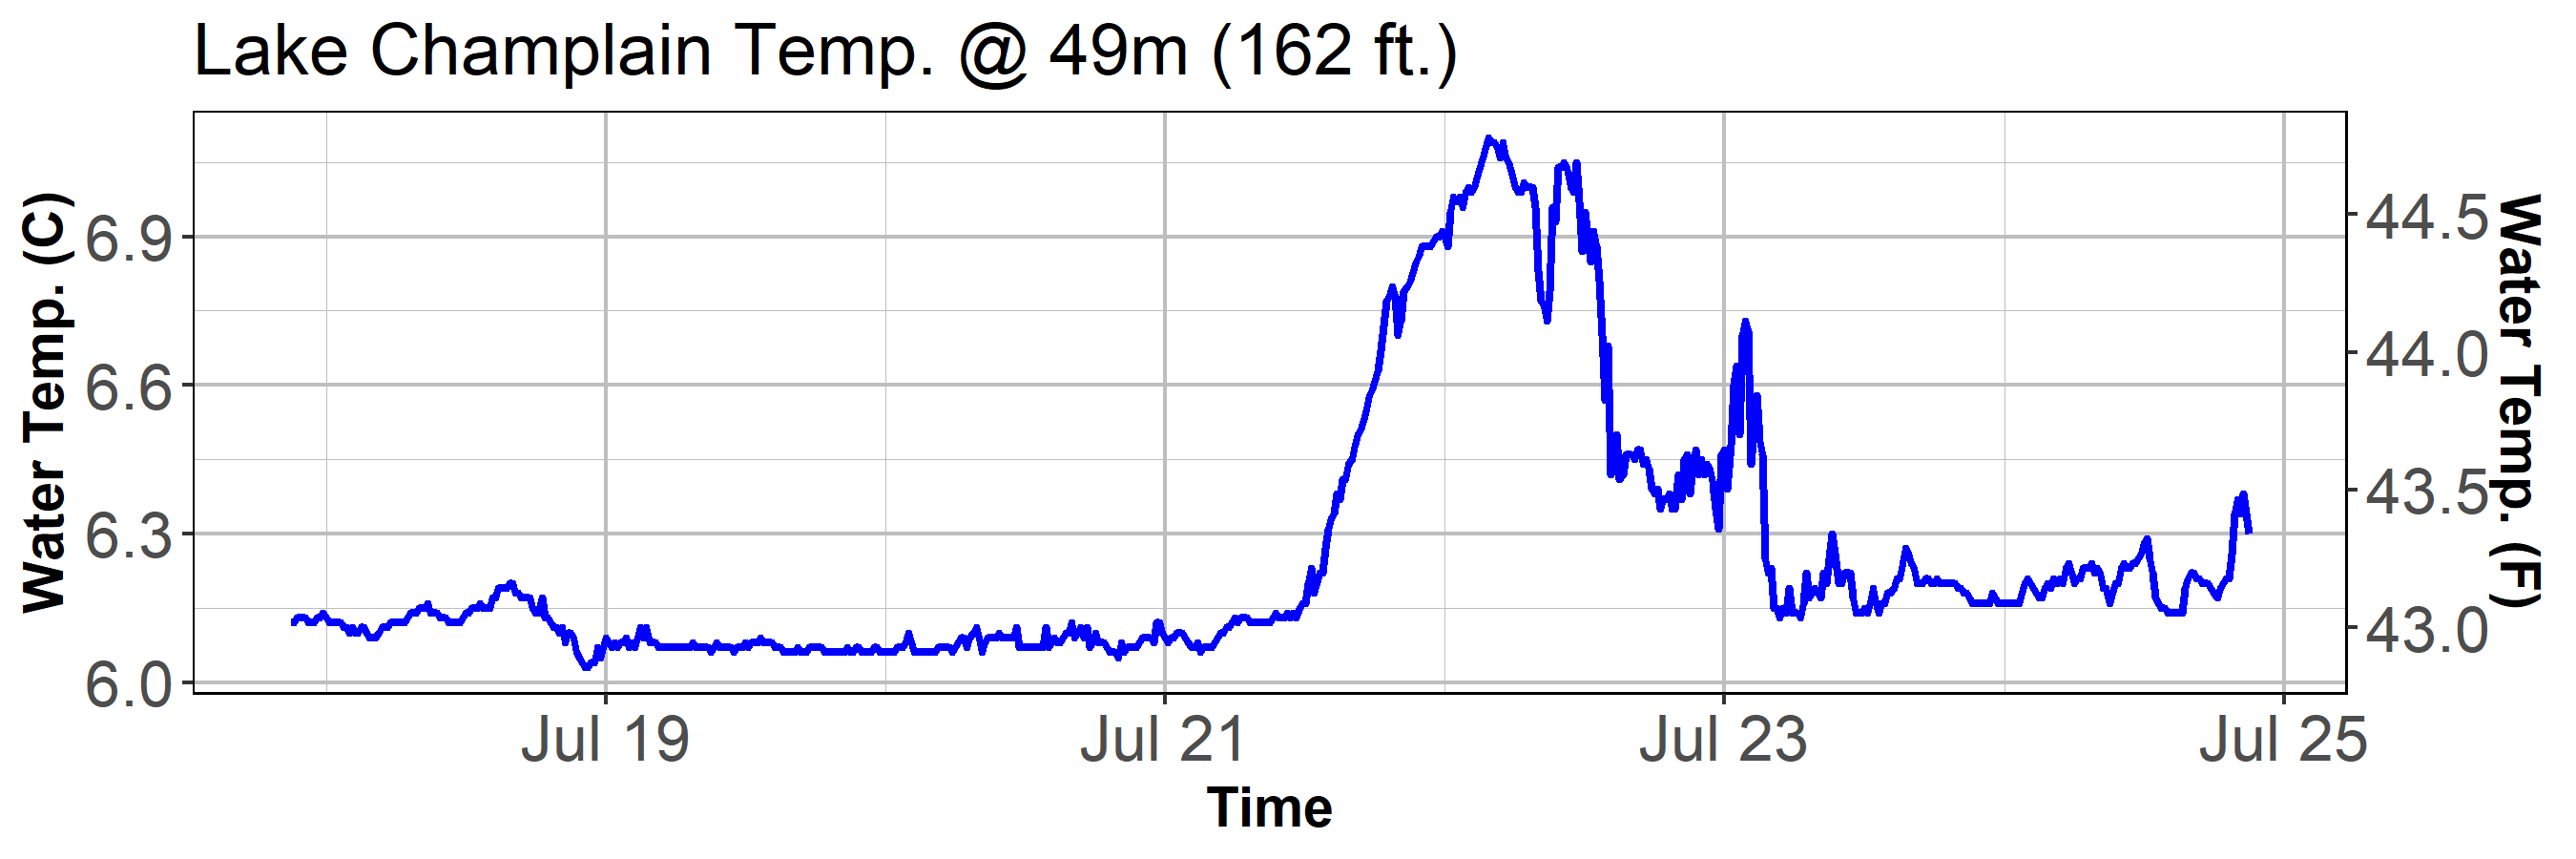 Lake Champlain Temp. @ 49m (162 ft.)
Water Temp. (C)
6.9
6.6
6.3
6.0
44.5
44.0
43.5
43.0
Water Temp. (F)
Jul 19 Jul 21 Jul 23 Jul 25
Time